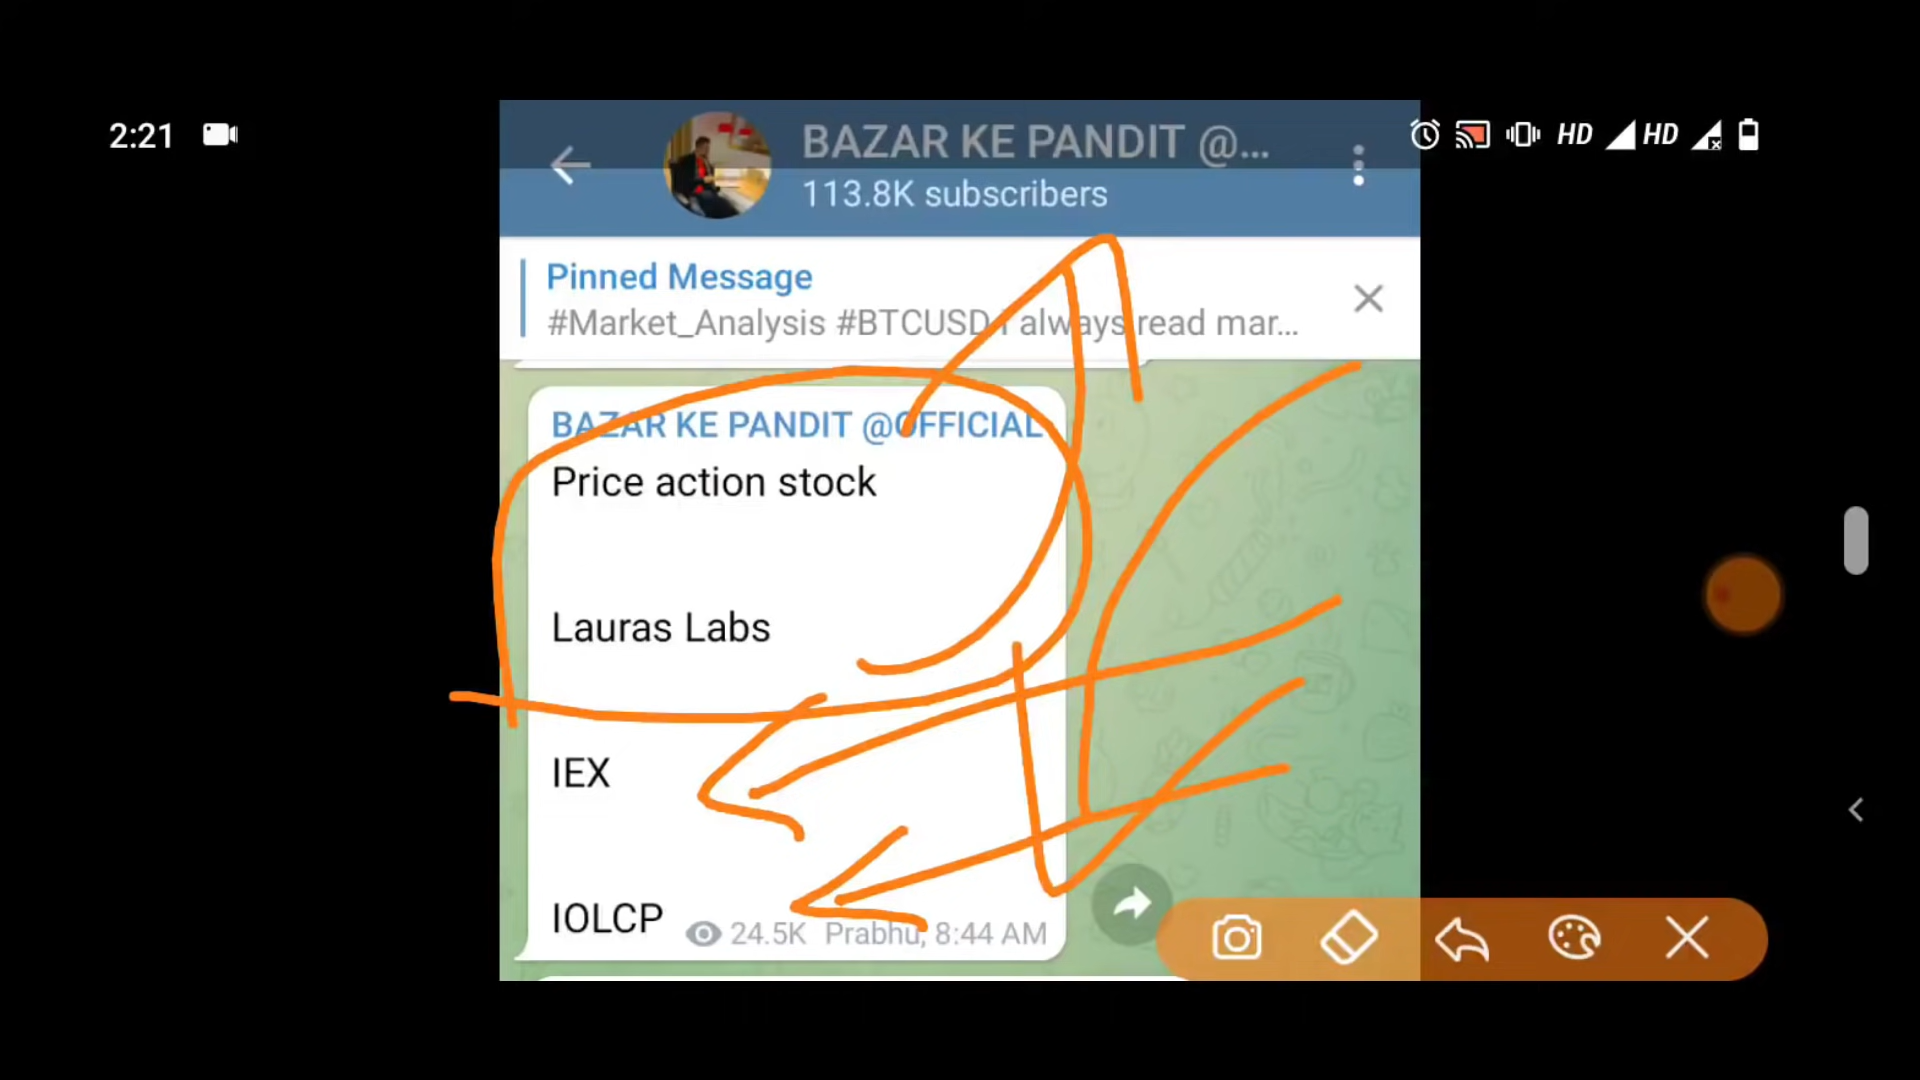 2:21
HD
HD
BAZAR KE PANDIT @...
113.8K subscribers
Pinned Message
#Market_Analysis #BTCUSD I always read mar...
BAZAR KE PANDIT @OFFICIAL
Price action stock
Lauras Labs
IEX
IOLCP
24.5K Prabhu, 8:44 AM